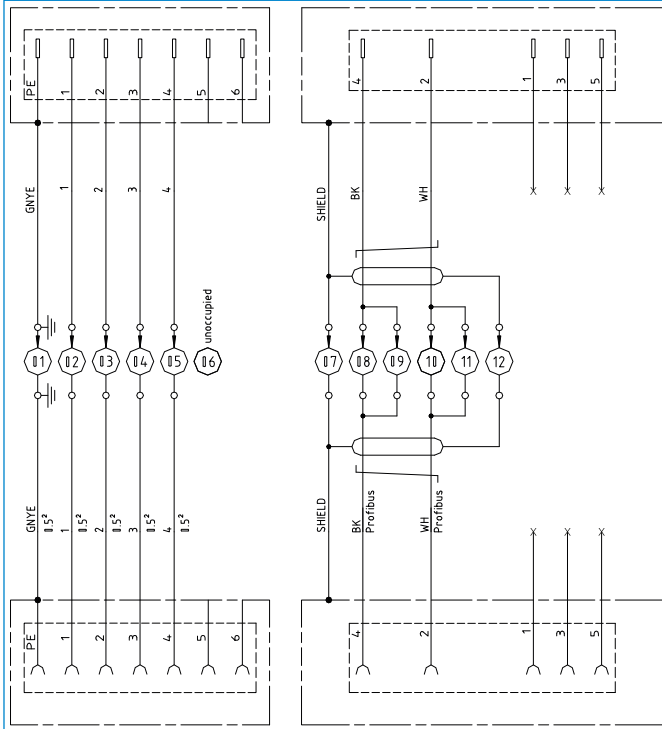 PE 1 2 3 4 5 6
4 2 1 3 5
GNYE 1 2 3 4
SHIELD BK WH
unoccupied
01 02 03 04 05 06
07 08 09 10 11 12
GNYE 1 2 3 4
0.5² 0.5² 0.5² 0.5² 0.5²
SHIELD BK WH
Profibus Profibus
PE 1 2 3 4 5 6
4 2 1 3 5